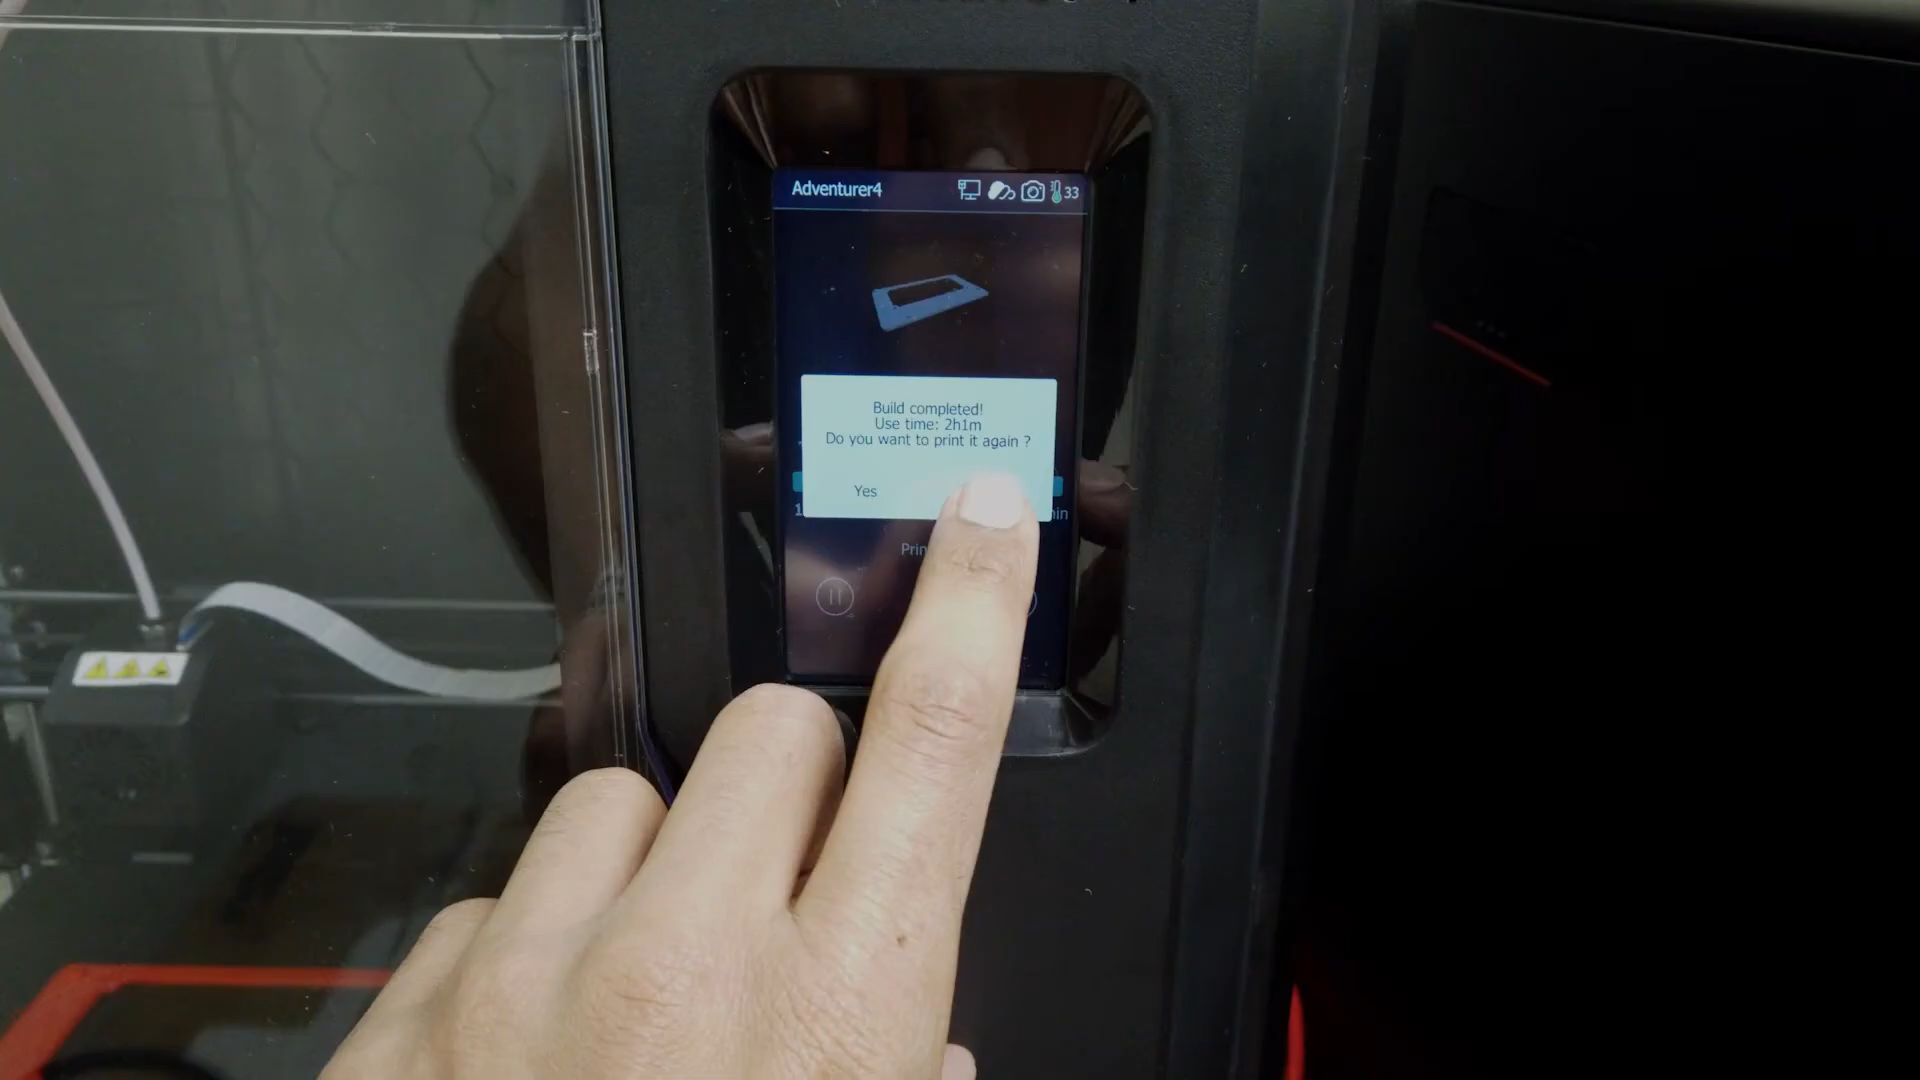 Adventurer4
33
Build completed!
Use time: 2h1m
Do you want to print it again ?
Yes